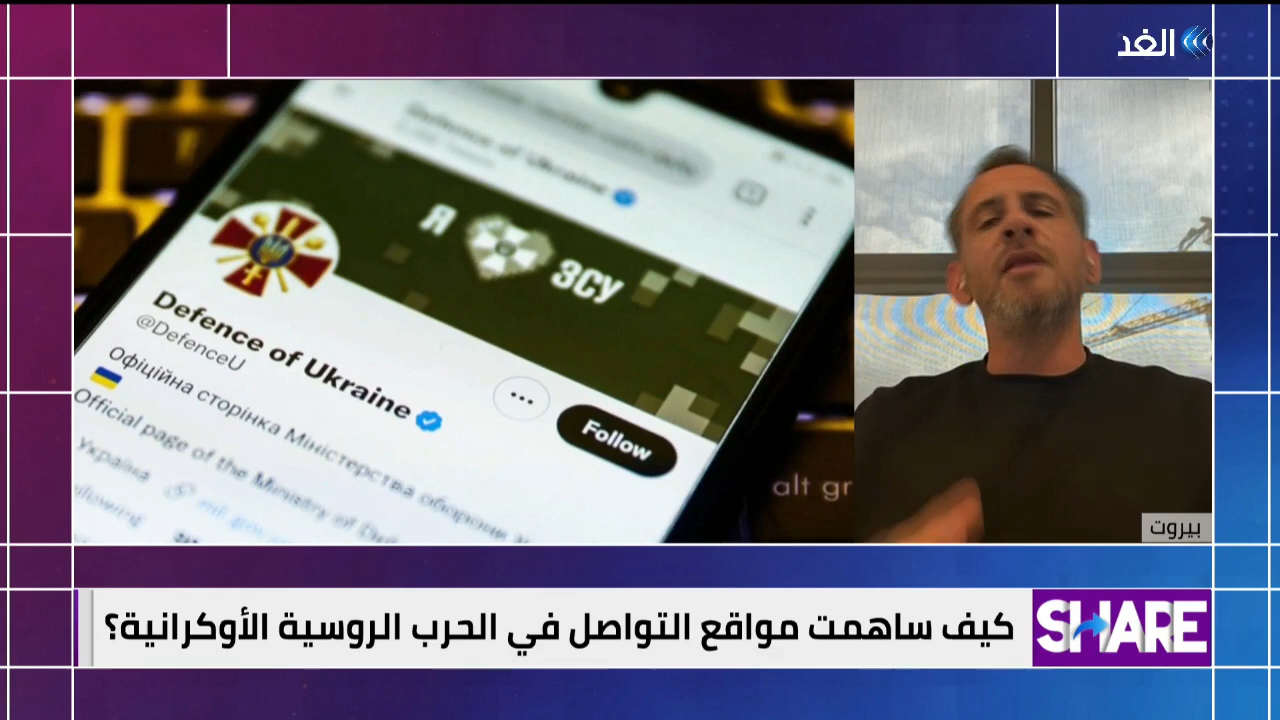 الغد
Defence of Ukraine
Я ЗСУ
Defence of Ukraine
@DefenceU
Follow
Офіційна сторінка Міністерства оборони
Official page of the Ministry of
Україна
alt gr
بيروت
كيف ساهمت مواقع التواصل في الحرب الروسية الأوكرانية؟
SHARE